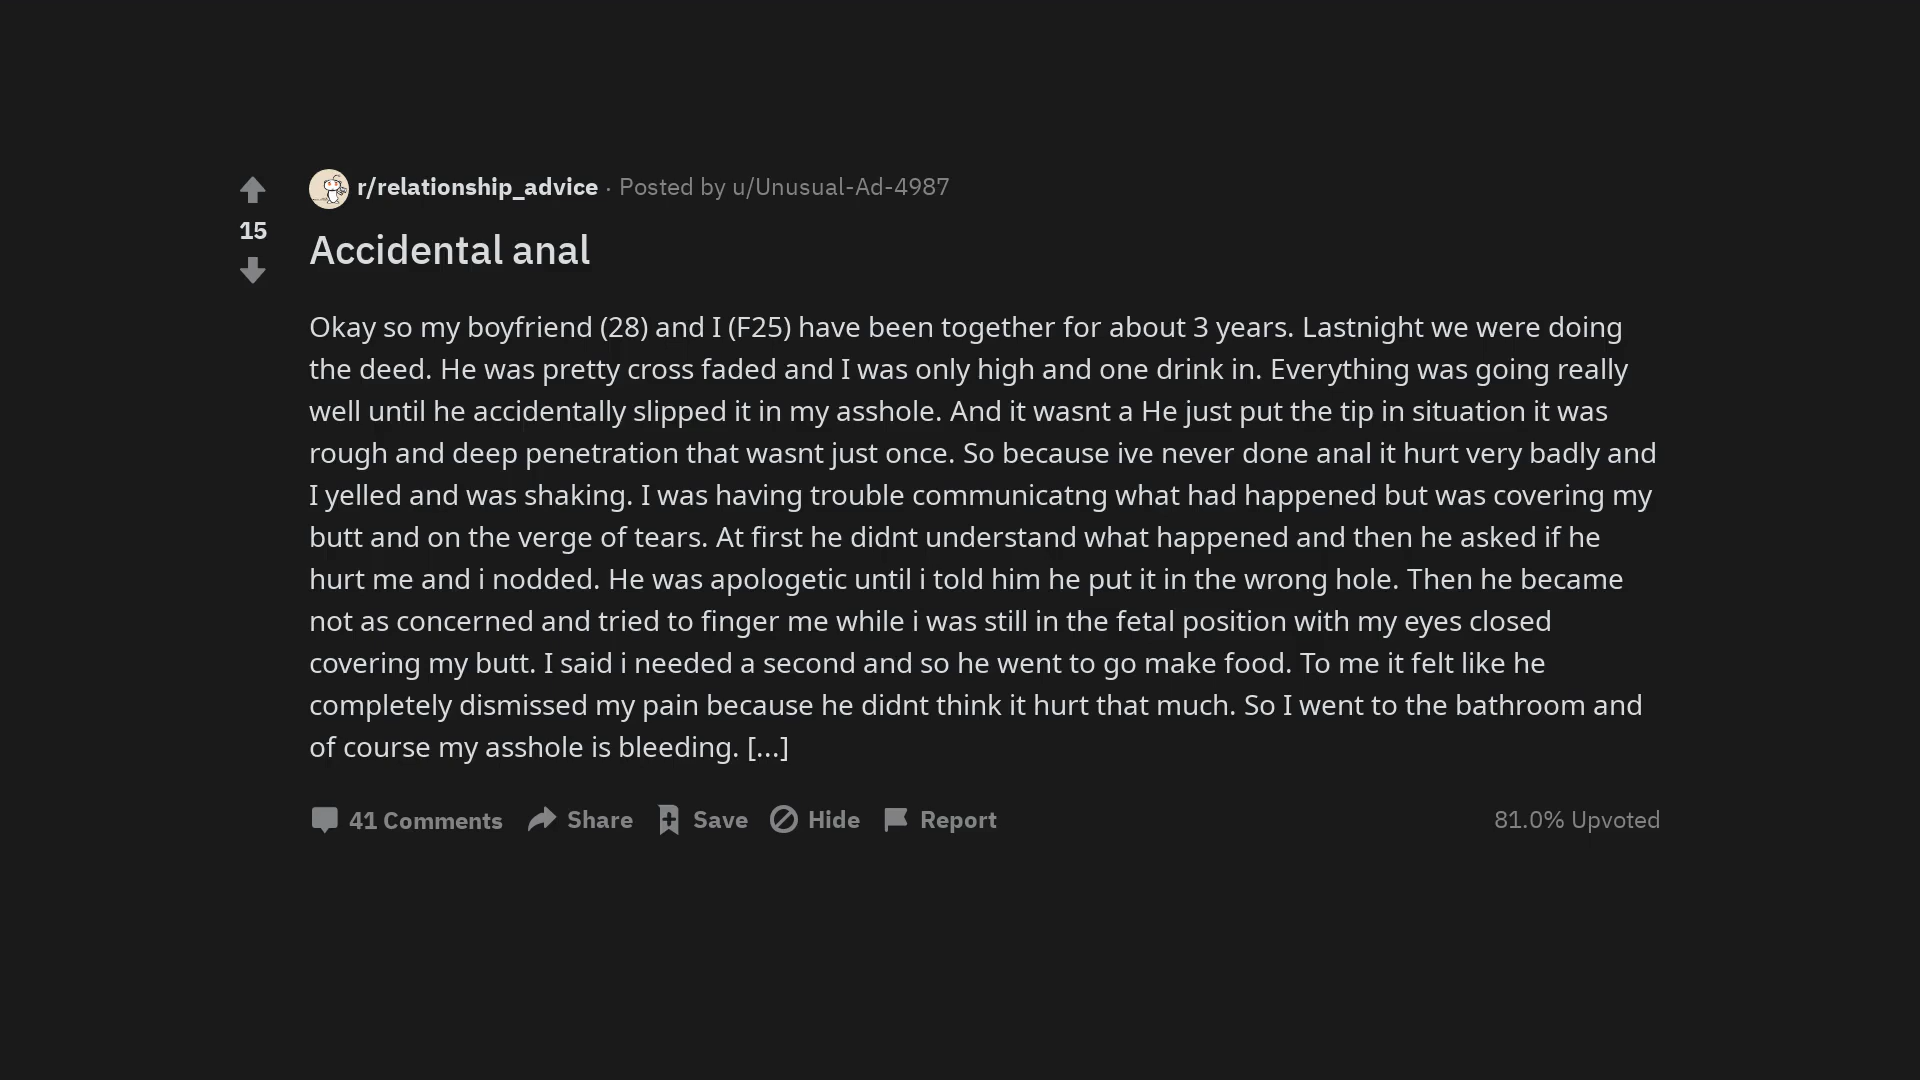 r/relationship_advice · Posted by u/Unusual-Ad-4987
15
Accidental anal
Okay so my boyfriend (28) and I (F25) have been together for about 3 years. Lastnight we were doing
the deed. He was pretty cross faded and I was only high and one drink in. Everything was going really
well until he accidentally slipped it in my asshole. And it wasnt a He just put the tip in situation it was
rough and deep penetration that wasnt just once. So because ive never done anal it hurt very badly and
I yelled and was shaking. I was having trouble communicatng what had happened but was covering my
butt and on the verge of tears. At first he didnt understand what happened and then he asked if he
hurt me and i nodded. He was apologetic until i told him he put it in the wrong hole. Then he became
not as concerned and tried to finger me while i was still in the fetal position with my eyes closed
covering my butt. I said i needed a second and so he went to go make food. To me it felt like he
completely dismissed my pain because he didnt think it hurt that much. So I went to the bathroom and
of course my asshole is bleeding. [...]
41 Comments Share Save Hide Report 81.0% Upvoted